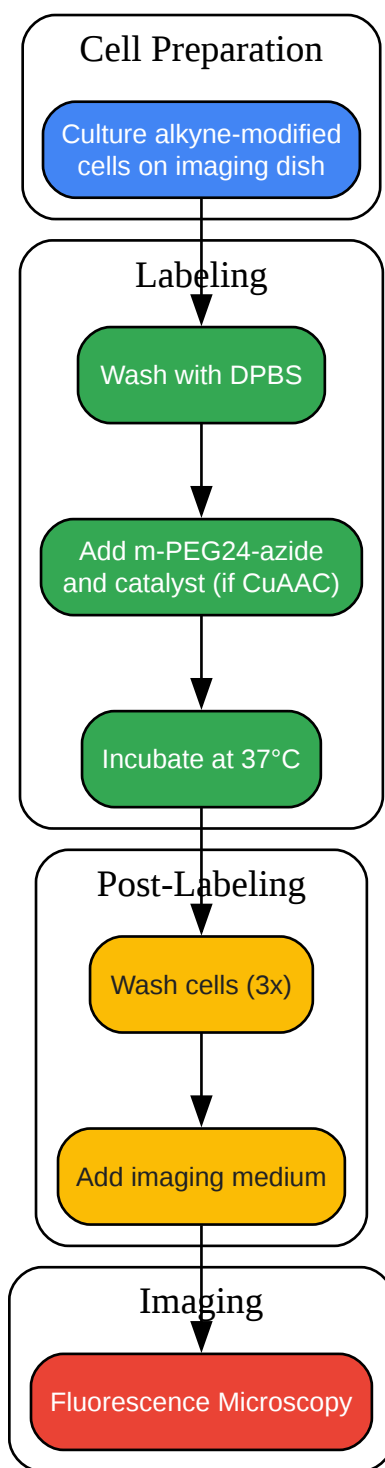 Cell Preparation
Culture alkyne-modified
cells on imaging dish
Labeling
Wash with DPBS
Add m-PEG24-azide
and catalyst (if CuAAC)
Incubate at 37°C
Post-Labeling
Wash cells (3x)
Add imaging medium
Imaging
Fluorescence Microscopy